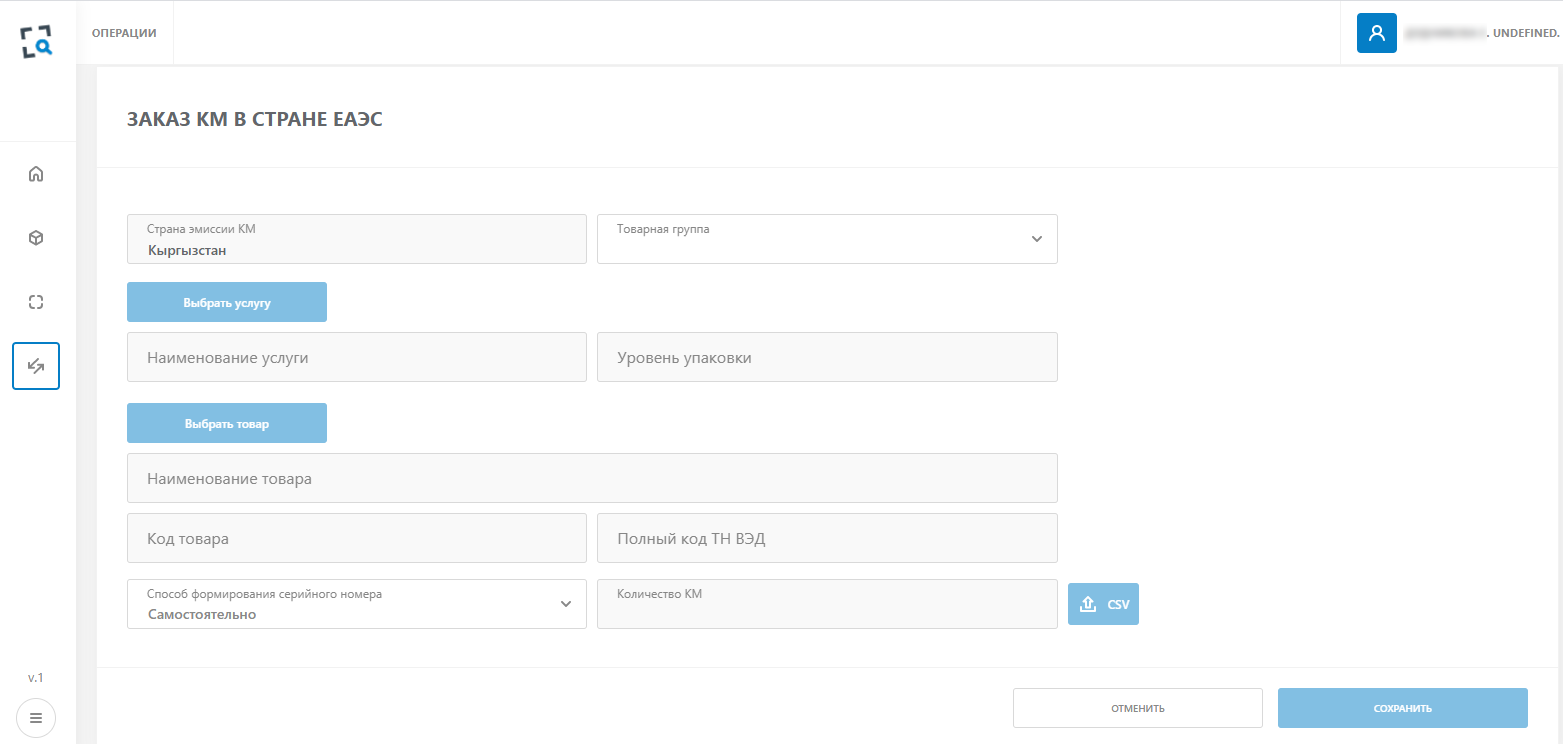 ОПЕРАЦИИ
. UNDEFINED.
ЗАКАЗ КМ В СТРАНЕ ЕАЭС
Страна эмиссии КМ
Кыргызстан
Товарная группа
Выбрать услугу
Наименование услуги
Уровень упаковки
Выбрать товар
Наименование товара
Код товара
Полный код ТН ВЭД
Способ формирования серийного номера
Самостоятельно
Количество КМ
CSV
v.1
ОТМЕНИТЬ
СОХРАНИТЬ